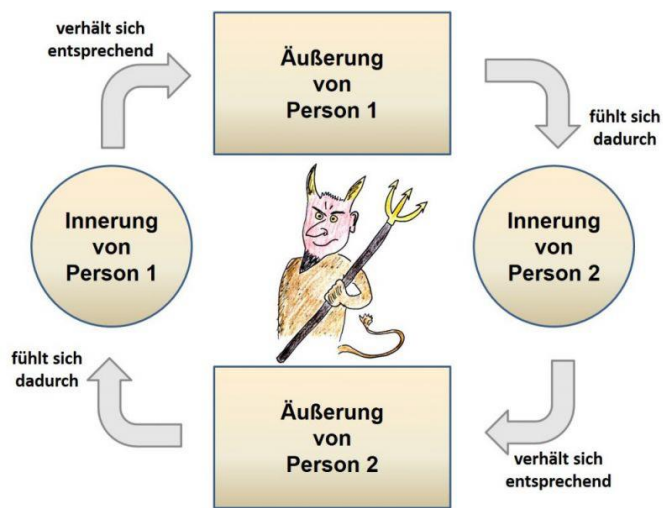 verhält sich
entsprechend
Äußerung
von
Person 1
fühlt sich
dadurch
Innerung
von
Person 1
Innerung
von
Person 2
fühlt sich
dadurch
Äußerung
von
Person 2
verhält sich
entsprechend